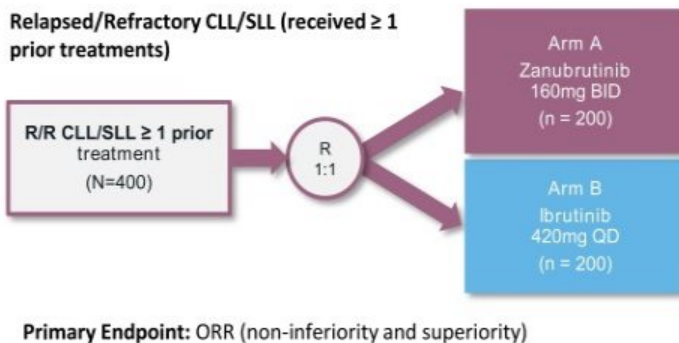 Relapsed/Refractory CLL/SLL (received ≥ 1
prior treatments)
R/R CLL/SLL ≥ 1 prior
treatment
(N=400)
R
1:1
Arm A
Zanubrutinib
160mg BID
(n = 200)
Arm B
Ibrutinib
420mg QD
(n = 200)
Primary Endpoint: ORR (non-inferiority and superiority)